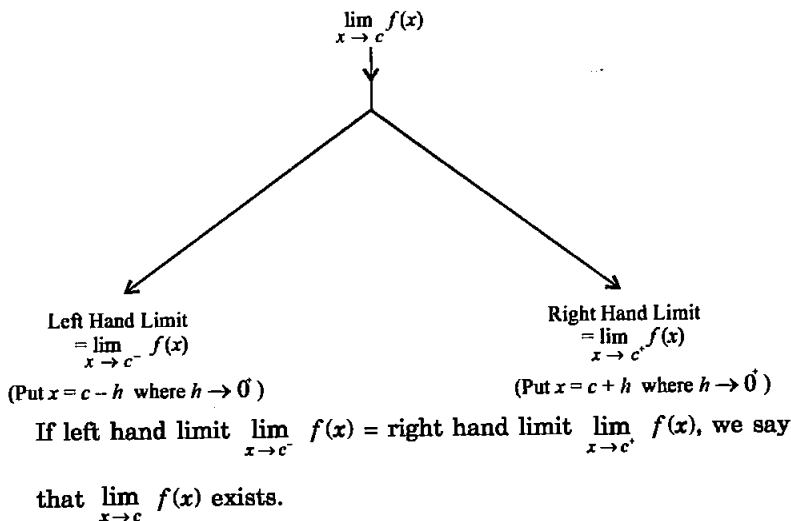 lim f(x)
x → c
Left Hand Limit
= lim f(x)
x → c⁻
(Put x = c – h where h → 0⁺)
Right Hand Limit
= lim f(x)
x → c⁺
(Put x = c + h where h → 0⁺)
If left hand limit lim f(x) = right hand limit lim f(x), we say
x→c⁻ x→c⁺
that lim f(x) exists.
x→c